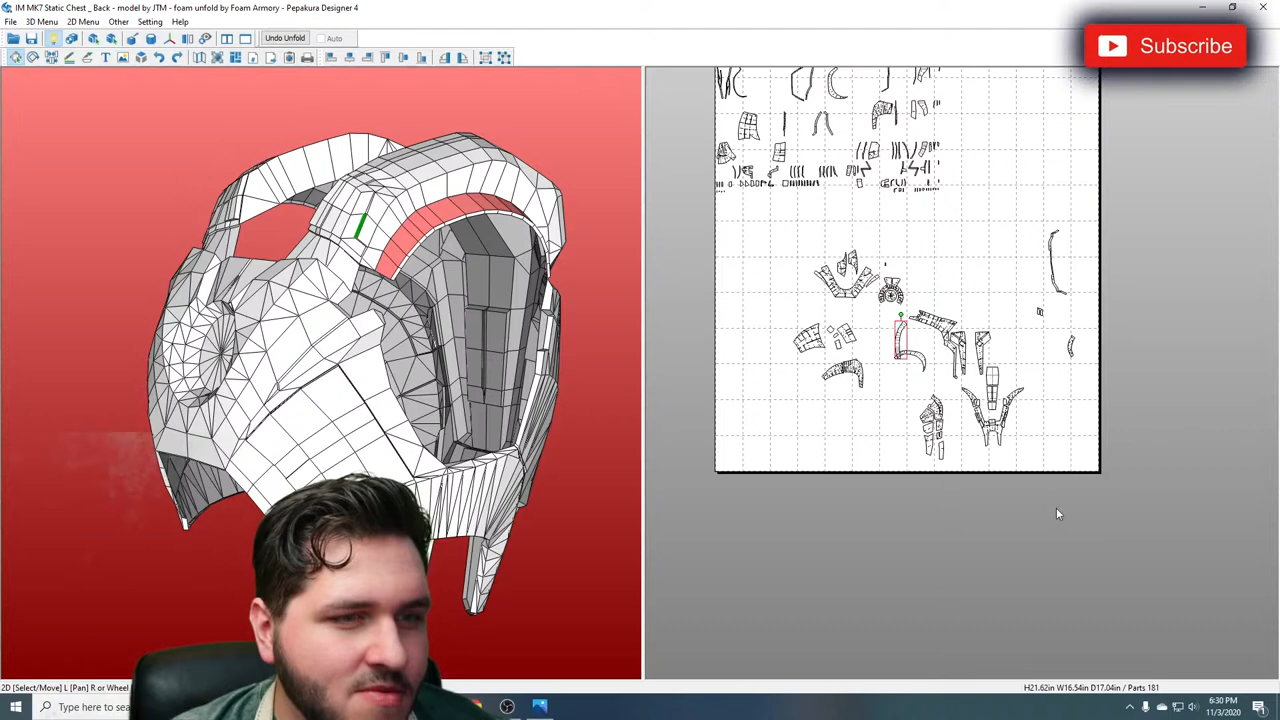 IM MK7 Static Chest _ Back - model by JTM - foam unfold by Foam Armory - Pepakura Designer 4
File 3D Menu 2D Menu Other Setting Help
Undo Unfold Auto
Subscribe
2D [Select/Move] L [Pan] R or Wheel
H21.62in W16.54in D17.04in / Parts 181
Type here to sea
6:30 PM
11/3/2020